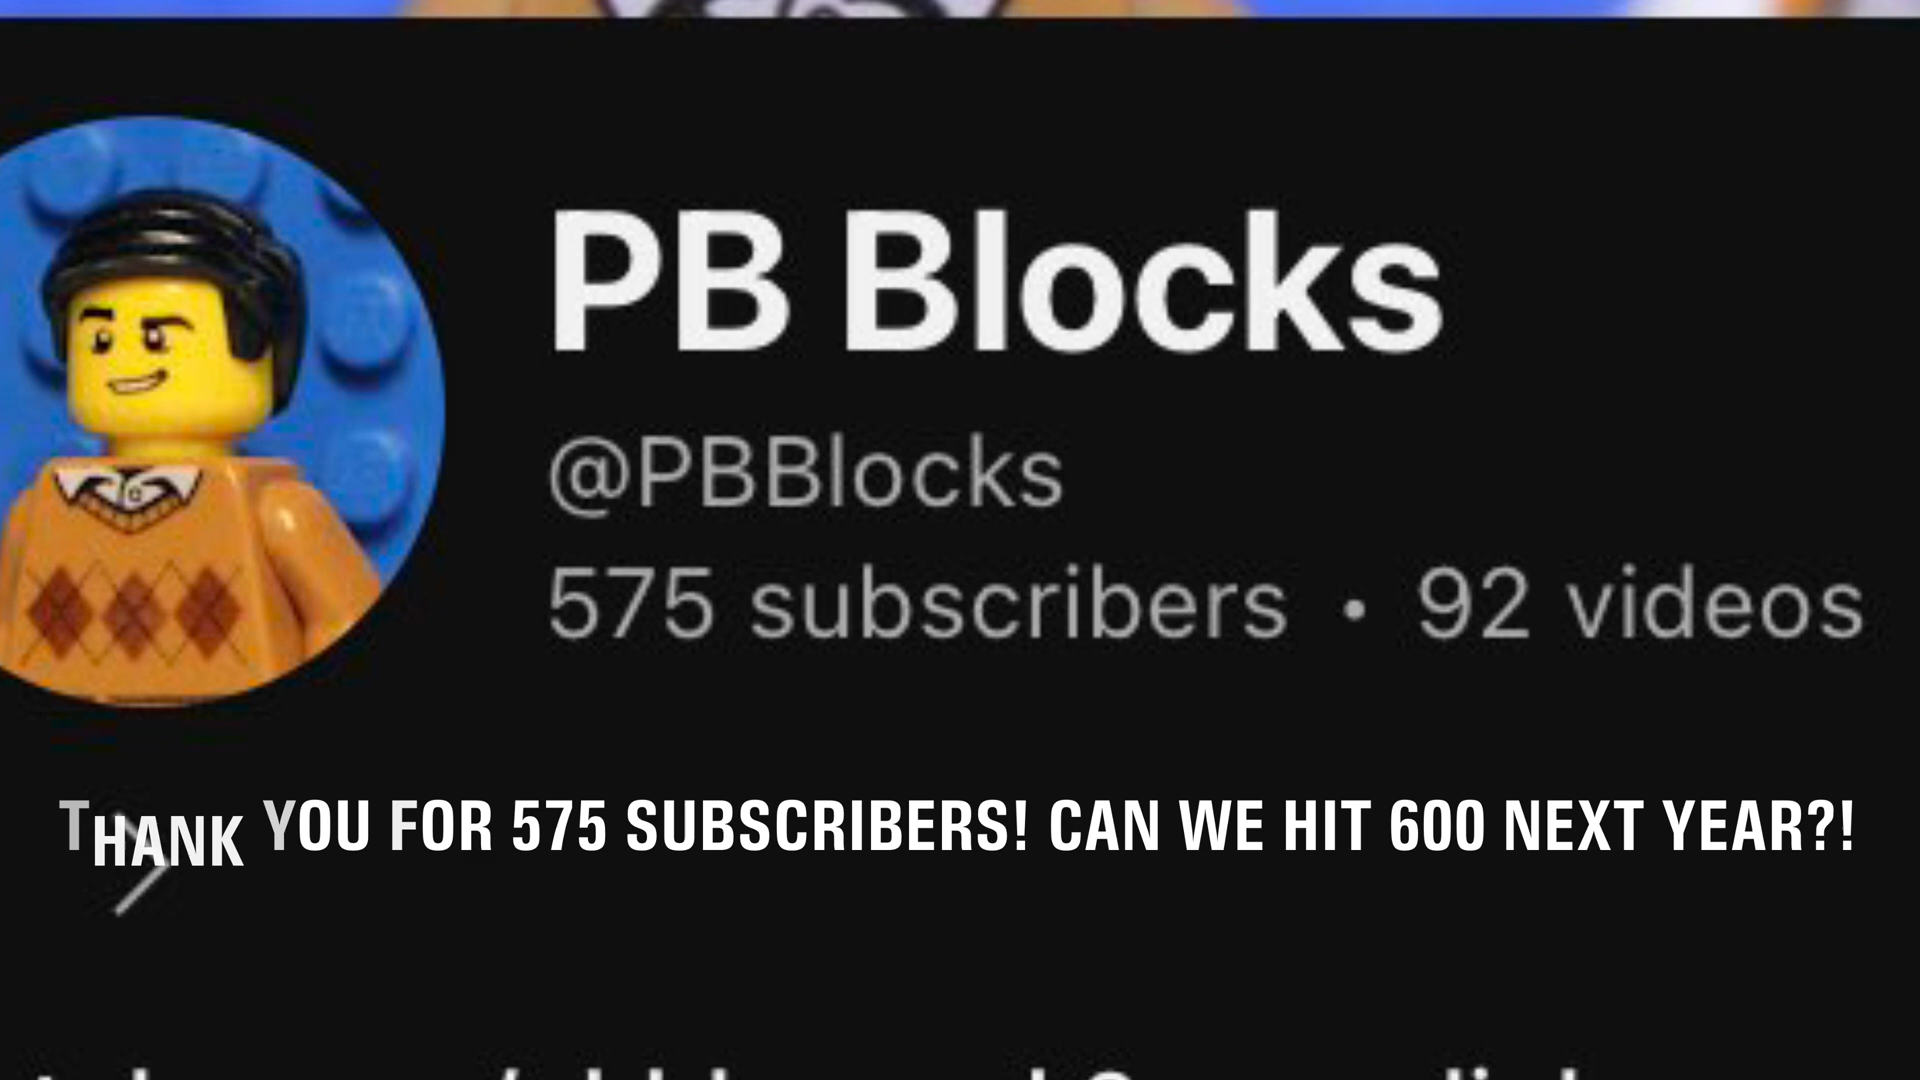 PB Blocks
@PBBlocks
575 subscribers • 92 videos
THANK YOU FOR 575 SUBSCRIBERS! CAN WE HIT 600 NEXT YEAR?!